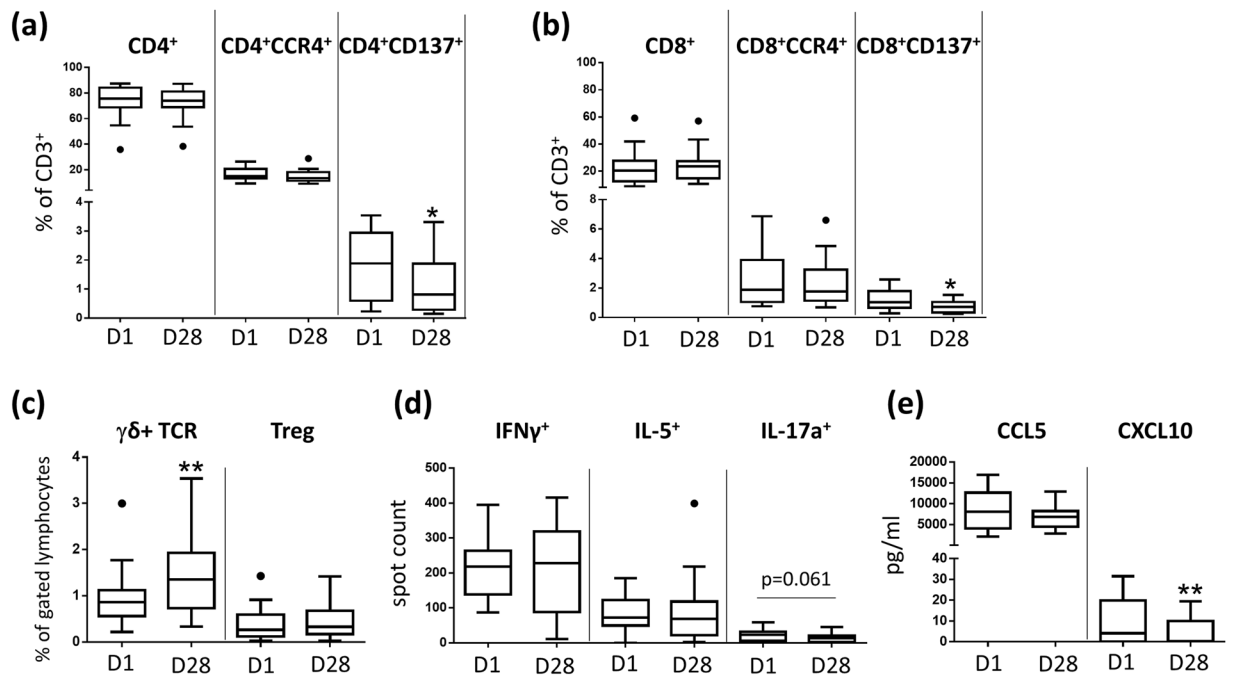 (a)
CD4+ CD4+CCR4+ CD4+CD137+
% of CD3+
100
80
60
40
20
4
3
2
1
0
*
D1 D28 D1 D28 D1 D28
(b)
CD8+ CD8+CCR4+ CD8+CD137+
% of CD3+
100
80
60
40
20
8
6
4
2
0
*
D1 D28 D1 D28 D1 D28
(c)
γδ+ TCR Treg
% of gated lymphocytes
4
3
2
1
0
**
D1 D28 D1 D28
(d)
IFNγ+ IL-5+ IL-17a+
spot count
500
400
300
200
100
0
p=0.061
D1 D28 D1 D28 D1 D28
(e)
CCL5 CXCL10
pg/ml
20000
15000
10000
5000
40
30
20
10
0
**
D1 D28 D1 D28